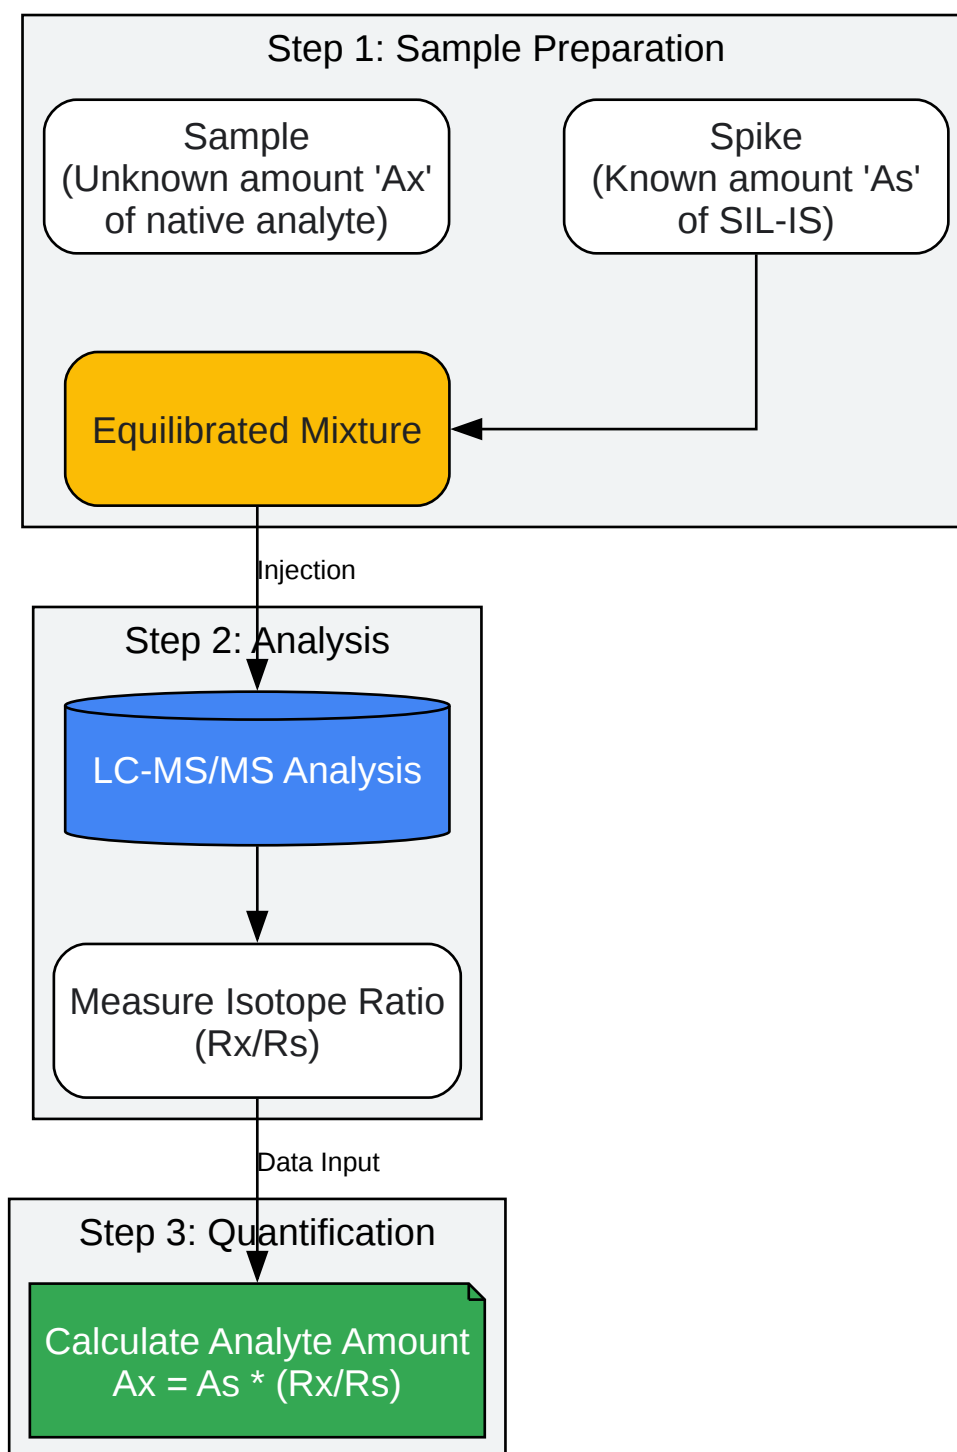 Step 1: Sample Preparation
Sample
(Unknown amount 'Ax'
of native analyte)
Spike
(Known amount 'As'
of SIL-IS)
Equilibrated Mixture
Injection
Step 2: Analysis
LC-MS/MS Analysis
Measure Isotope Ratio
(Rx/Rs)
Data Input
Step 3: Quantification
Calculate Analyte Amount
Ax = As * (Rx/Rs)